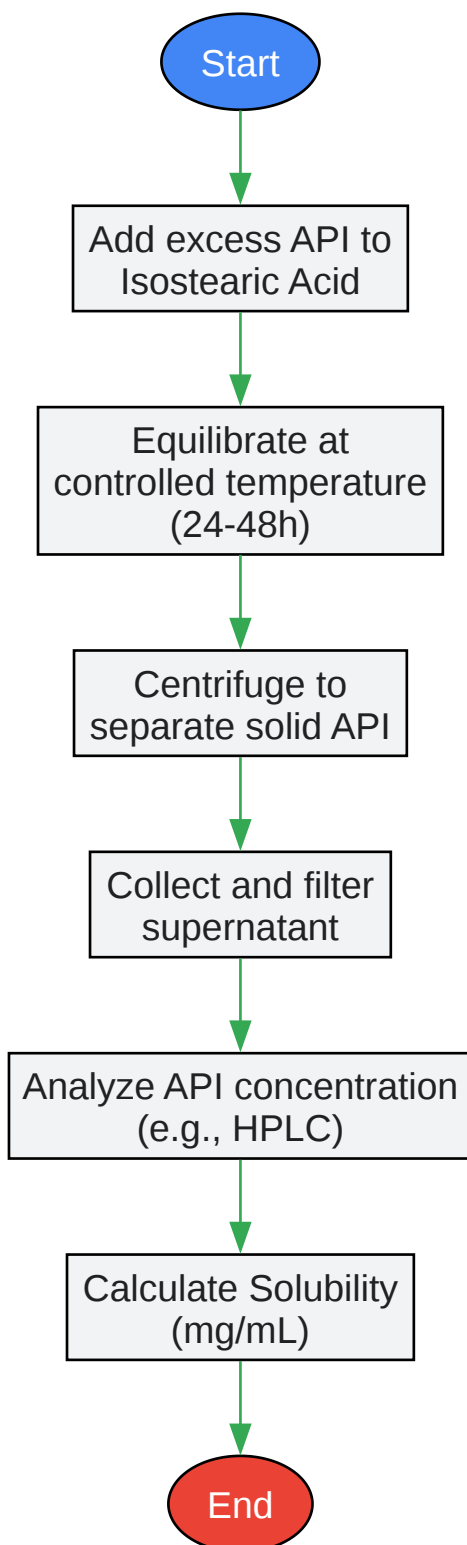 Start
Add excess API to
Isostearic Acid
Equilibrate at
controlled temperature
(24-48h)
Centrifuge to
separate solid API
Collect and filter
supernatant
Analyze API concentration
(e.g., HPLC)
Calculate Solubility
(mg/mL)
End